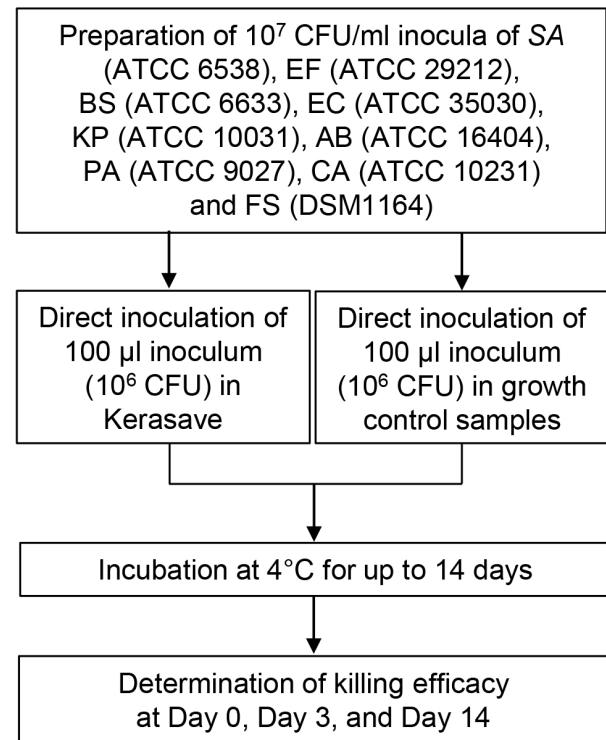 Preparation of 10⁷ CFU/ml inocula of SA
(ATCC 6538), EF (ATCC 29212),
BS (ATCC 6633), EC (ATCC 35030),
KP (ATCC 10031), AB (ATCC 16404),
PA (ATCC 9027), CA (ATCC 10231)
and FS (DSM1164)
Direct inoculation of
100 µl inoculum
(10⁶ CFU) in
Kerasave
Direct inoculation of
100 µl inoculum
(10⁶ CFU) in growth
control samples
Incubation at 4°C for up to 14 days
Determination of killing efficacy
at Day 0, Day 3, and Day 14